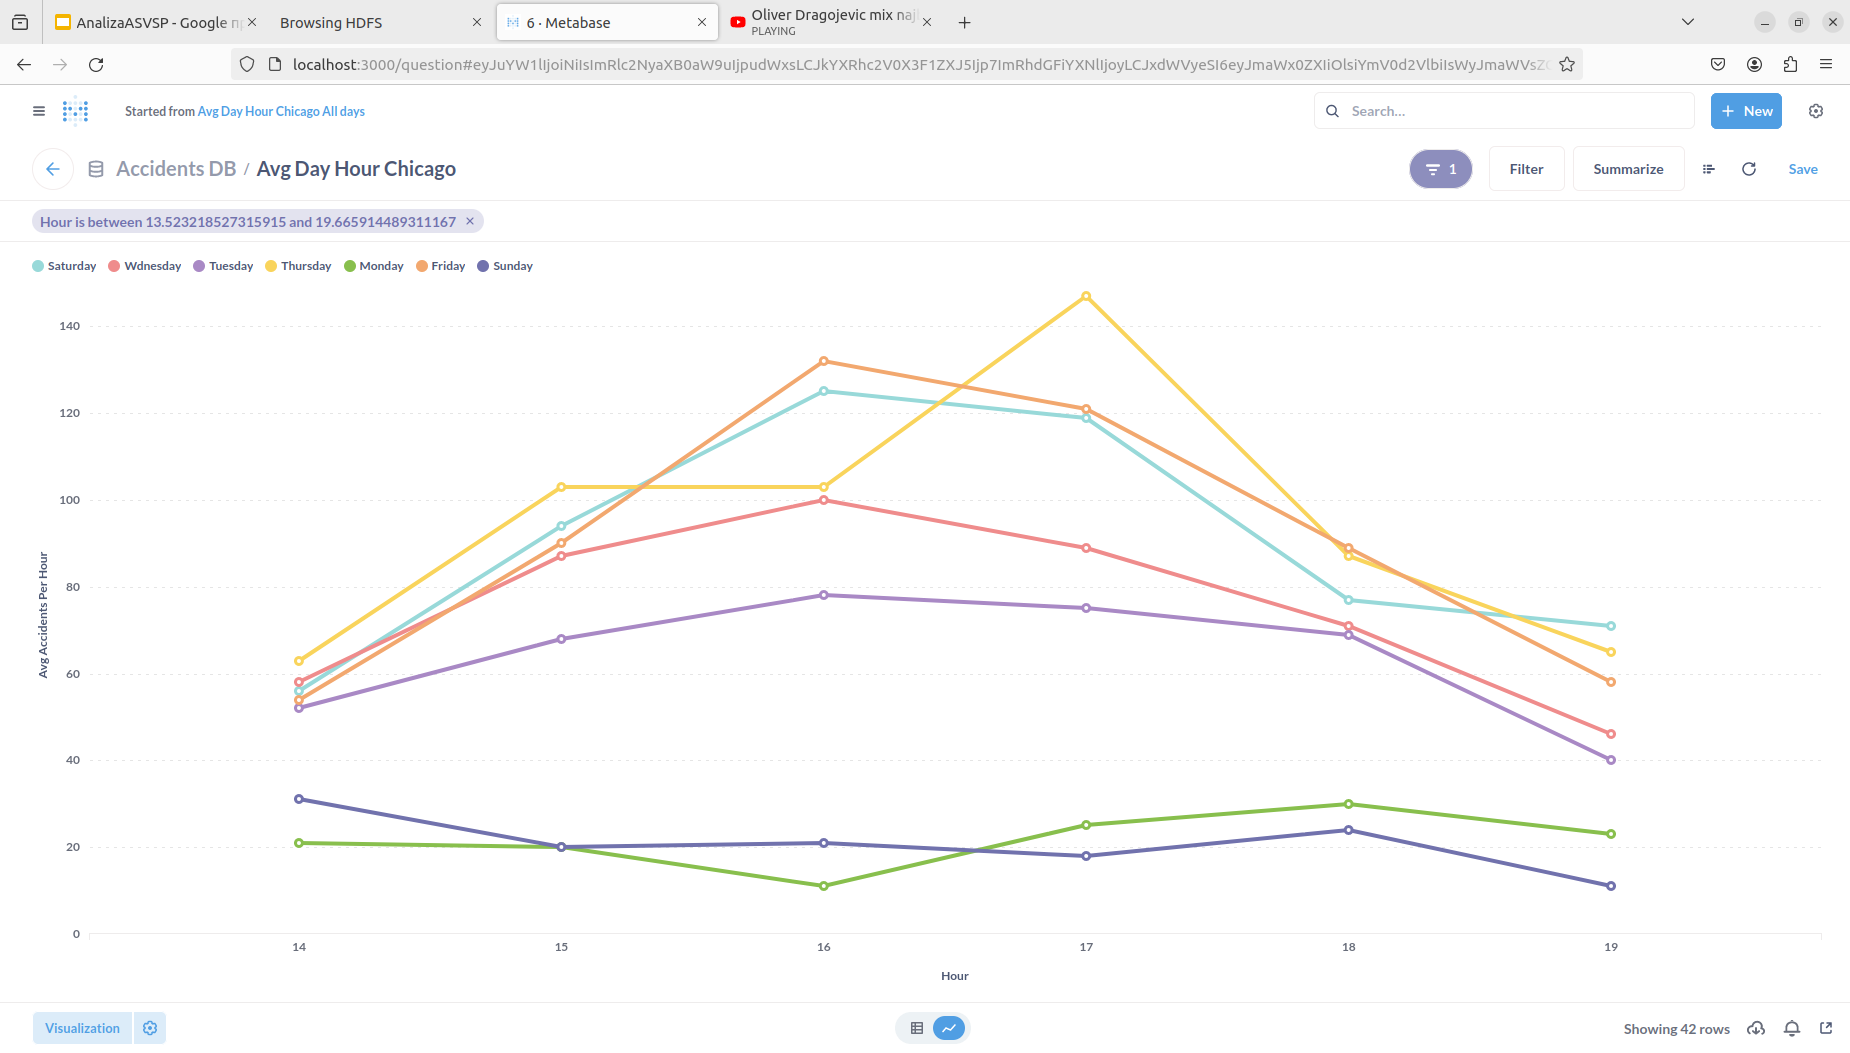 AnalizaASVSP - Google
Browsing HDFS
6 · Metabase
Oliver Dragojevic mix naj
PLAYING
localhost:3000/question#eyJuYW1lIjoiNiIsImRlc2NyaXB0aW9uIjpudWxsLCJkYXRhc2V0X3F1ZXJ5Ijp7ImRhdGFiYXNlIjoyLCJxdWVyeSI6eyJmaWx0ZXIiOlsiYmV0d2VlbiIsWyJmaWVsZC
Started from Avg Day Hour Chicago All days
Search...
+ New
Accidents DB / Avg Day Hour Chicago
1
Filter
Summarize
Save
Hour is between 13.523218527315915 and 19.665914489311167 ×
Saturday Wdnesday Tuesday Thursday Monday Friday Sunday
140
120
100
80
60
40
20
0
Avg Accidents Per Hour
14 15 16 17 18 19
Hour
Visualization
Showing 42 rows